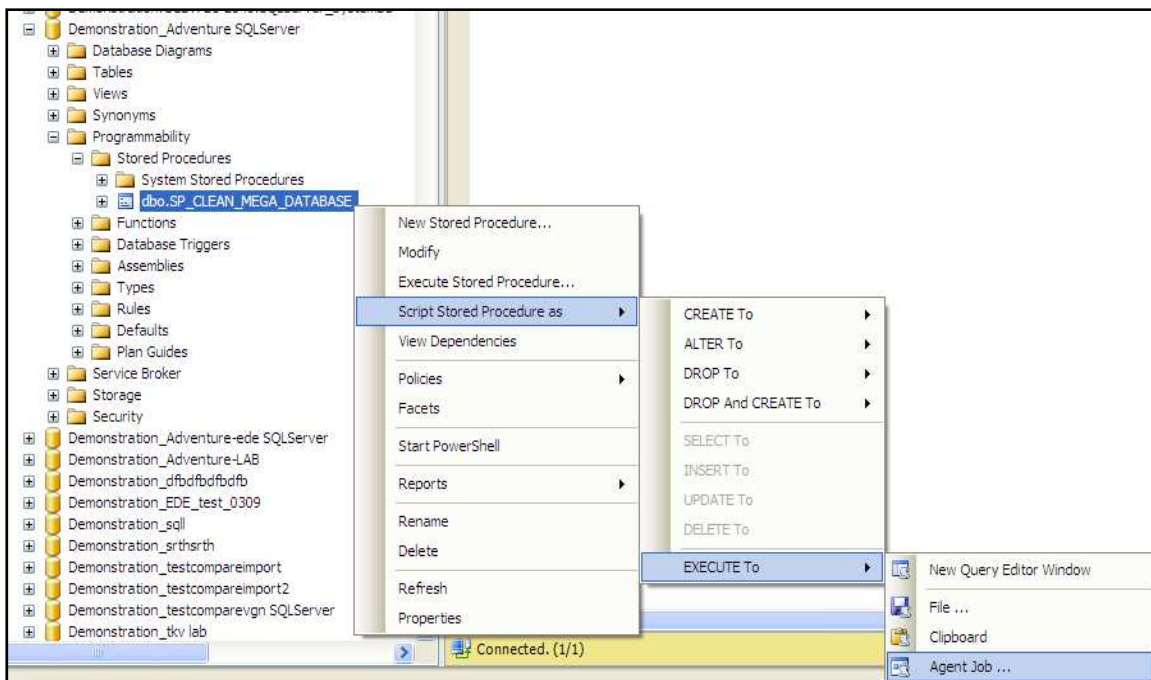 Demonstration_Adventure SQLServer
Database Diagrams
Tables
Views
Synonyms
Programmability
Stored Procedures
System Stored Procedures
dbo.SP_CLEAN_MEGA_DATABASE
Functions
Database Triggers
Assemblies
Types
Rules
Defaults
Plan Guides
Service Broker
Storage
Security
Demonstration_Adventure-ede SQLServer
Demonstration_Adventure-LAB
Demonstration_dfbdfbdfbdfb
Demonstration_EDE_test_0309
Demonstration_sqll
Demonstration_srthsrth
Demonstration_testcompareimport
Demonstration_testcompareimport2
Demonstration_testcomparevgn SQLServer
Demonstration_tkv lab
New Stored Procedure...
Modify
Execute Stored Procedure...
Script Stored Procedure as
View Dependencies
Policies
Facets
Start PowerShell
Reports
Rename
Delete
Refresh
Properties
CREATE To
ALTER To
DROP To
DROP And CREATE To
SELECT To
INSERT To
UPDATE To
DELETE To
EXECUTE To
New Query Editor Window
File ...
Clipboard
Agent Job ...
Connected. (1/1)